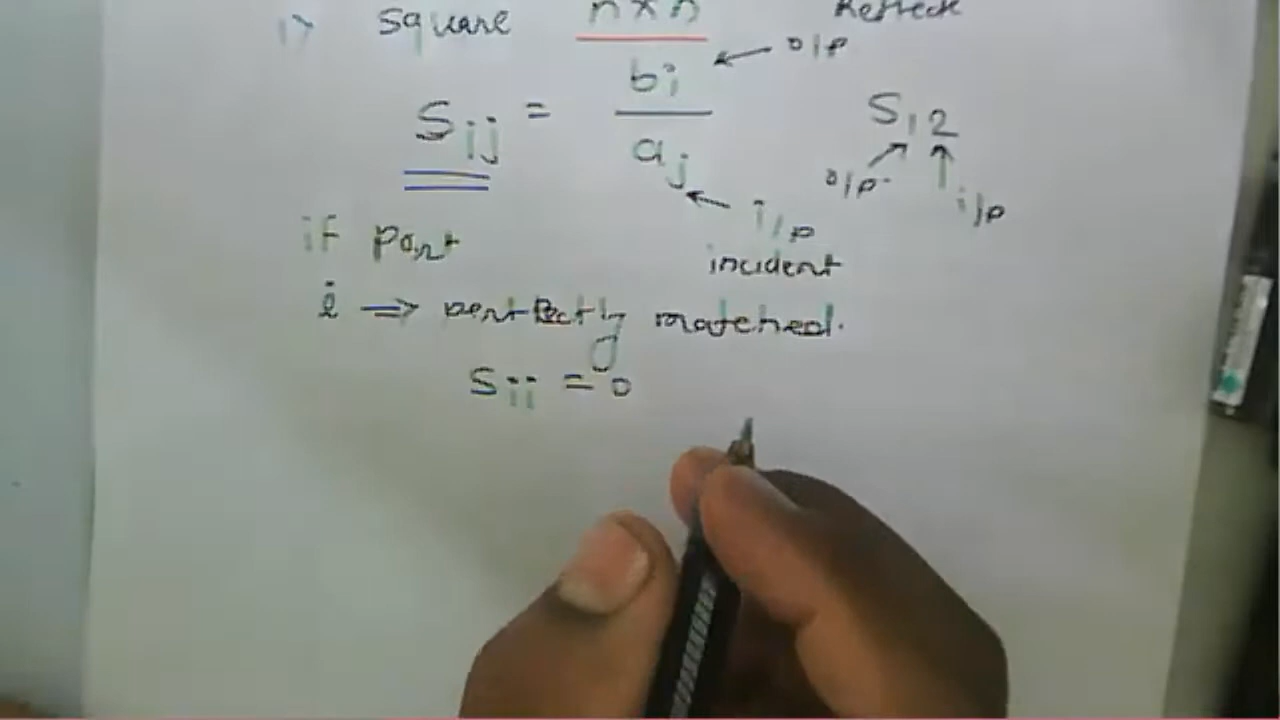 1) square n×n Reflect
bi ← o/p
Sij = —— S12
aj o/p i/p
i/p
if port incident
i ⇒ perfectly matched.
Sii = 0